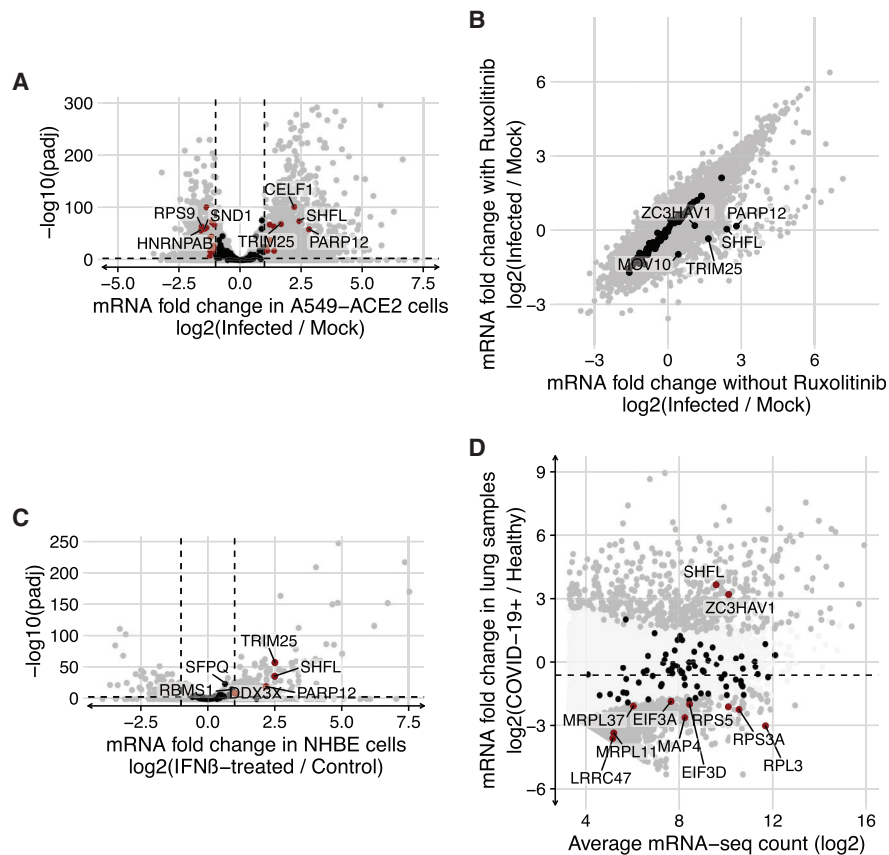 A
300
200
100
0
−log10(padj)
CELF1
RPS9
SND1
SHFL
HNRNPAB
TRIM25
PARP12
−5.0
−2.5
0.0
2.5
5.0
7.5
mRNA fold change in A549−ACE2 cells
log2(Infected / Mock)
B
6
3
0
−3
mRNA fold change with Ruxolitinib
log2(Infected / Mock)
ZC3HAV1
PARP12
SHFL
MOV10
TRIM25
−3
0
3
6
mRNA fold change without Ruxolitinib
log2(Infected / Mock)
C
250
200
150
100
50
0
−log10(padj)
TRIM25
SFPQ
SHFL
RBMS1
DDX3X
PARP12
−2.5
0.0
2.5
5.0
7.5
mRNA fold change in NHBE cells
log2(IFNß−treated / Control)
D
9
6
3
0
−3
−6
mRNA fold change in lung samples
log2(COVID−19+ / Healthy)
SHFL
ZC3HAV1
MRPL37
EIF3A
RPS5
MRPL11
MAP4
RPS3A
LRRC47
EIF3D
RPL3
4
8
12
16
Average mRNA−seq count (log2)